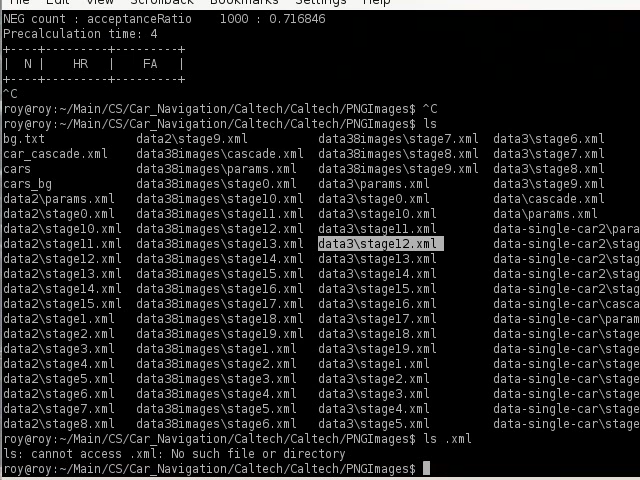 File Edit View Scrollback Bookmarks Settings Help
NEG count : acceptanceRatio    1000 : 0.716846
Precalculation time: 4
+----+---------+---------+
|  N |    HR   |    FA   |
+----+---------+---------+
^C
roy@roy:~/Main/CS/Car_Navigation/Caltech/Caltech/PNGImages$ ^C
roy@roy:~/Main/CS/Car_Navigation/Caltech/Caltech/PNGImages$ ls
bg.txt data2\stage9.xml data38images\stage7.xml data3\stage6.xml
car_cascade.xml data38images\cascade.xml data38images\stage8.xml data3\stage7.xml
cars data38images\params.xml data38images\stage9.xml data3\stage8.xml
cars_bg data38images\stage0.xml data3\params.xml data3\stage9.xml
data2\params.xml data38images\stage10.xml data3\stage0.xml data\cascade.xml
data2\stage0.xml data38images\stage11.xml data3\stage10.xml data\params.xml
data2\stage10.xml data38images\stage12.xml data3\stage11.xml data-single-car2\para
data2\stage11.xml data38images\stage13.xml data3\stage12.xml data-single-car2\stag
data2\stage12.xml data38images\stage14.xml data3\stage13.xml data-single-car2\stag
data2\stage13.xml data38images\stage15.xml data3\stage14.xml data-single-car2\stag
data2\stage14.xml data38images\stage16.xml data3\stage15.xml data-single-car2\stag
data2\stage15.xml data38images\stage17.xml data3\stage16.xml data-single-car\casca
data2\stage1.xml data38images\stage18.xml data3\stage17.xml data-single-car\param
data2\stage2.xml data38images\stage19.xml data3\stage18.xml data-single-car\stage
data2\stage3.xml data38images\stage1.xml data3\stage19.xml data-single-car\stage
data2\stage4.xml data38images\stage2.xml data3\stage1.xml data-single-car\stage
data2\stage5.xml data38images\stage3.xml data3\stage2.xml data-single-car\stage
data2\stage6.xml data38images\stage4.xml data3\stage3.xml data-single-car\stage
data2\stage7.xml data38images\stage5.xml data3\stage4.xml data-single-car\stage
data2\stage8.xml data38images\stage6.xml data3\stage5.xml data-single-car\stage
roy@roy:~/Main/CS/Car_Navigation/Caltech/Caltech/PNGImages$ ls .xml
ls: cannot access .xml: No such file or directory
roy@roy:~/Main/CS/Car_Navigation/Caltech/Caltech/PNGImages$